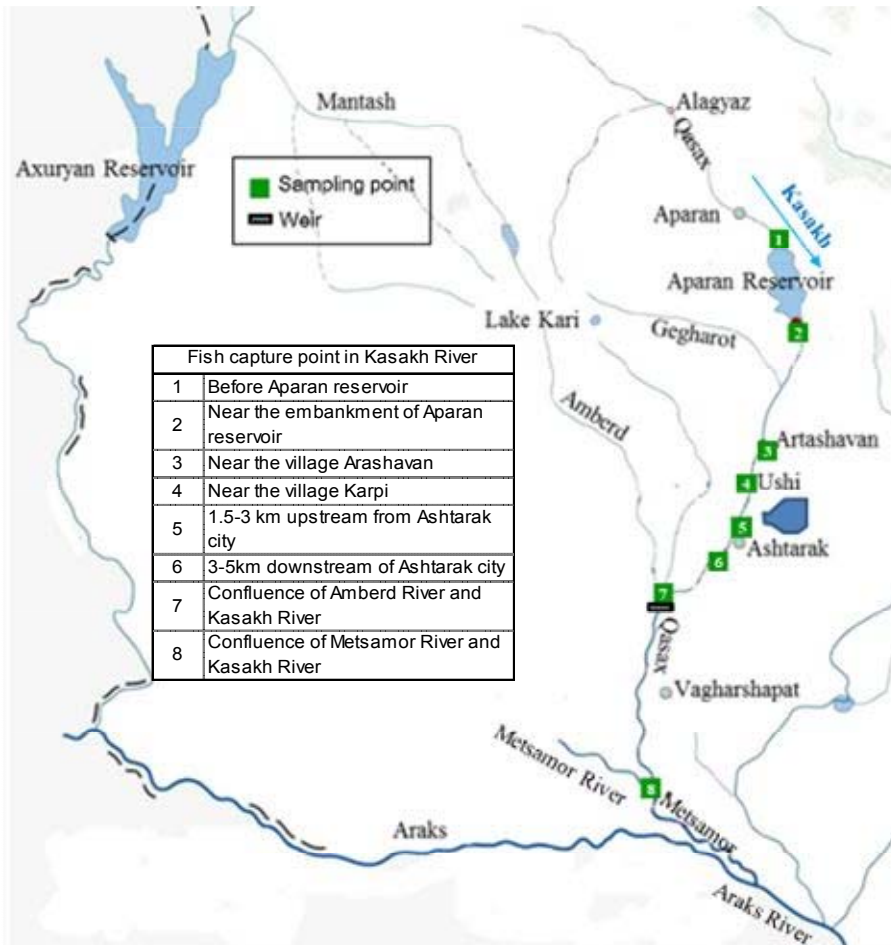 Mantash
Alagyaz
Qasax
Axuryan Reservoir
Sampling point
Weir
Aparan
Kasakh
1
Aparan Reservoir
Lake Kari
Gegharot
2
Fish capture point in Kasakh River
1 Before Aparan reservoir
2 Near the embankment of Aparan
reservoir
3 Near the village Arashavan
4 Near the village Karpi
5 1.5-3 km upstream from Ashtarak
city
6 3-5km downstream of Ashtarak city
7 Confluence of Amberd River and
Kasakh River
8 Confluence of Metsamor River and
Kasakh River
Amberd
Artashavan
3
4
Ushi
5
Ashtarak
6
7
Qasax
Vagharshapat
Metsamor River
8
Metsamor
Araks
Araks River